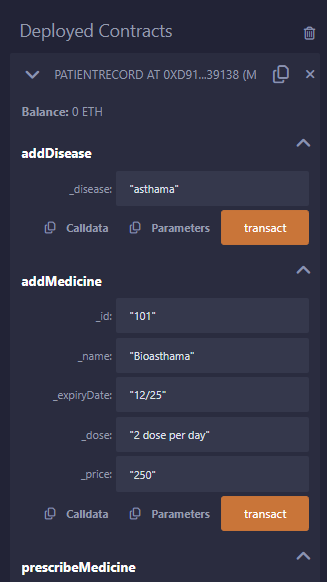 Deployed Contracts
PATIENTRECORD AT 0XD91...39138 (M
Balance: 0 ETH
addDisease
_disease: "asthama"
Calldata Parameters transact
addMedicine
_id: "101"
_name: "Bioasthama"
_expiryDate: "12/25"
_dose: "2 dose per day"
_price: "250"
Calldata Parameters transact
prescribeMedicine